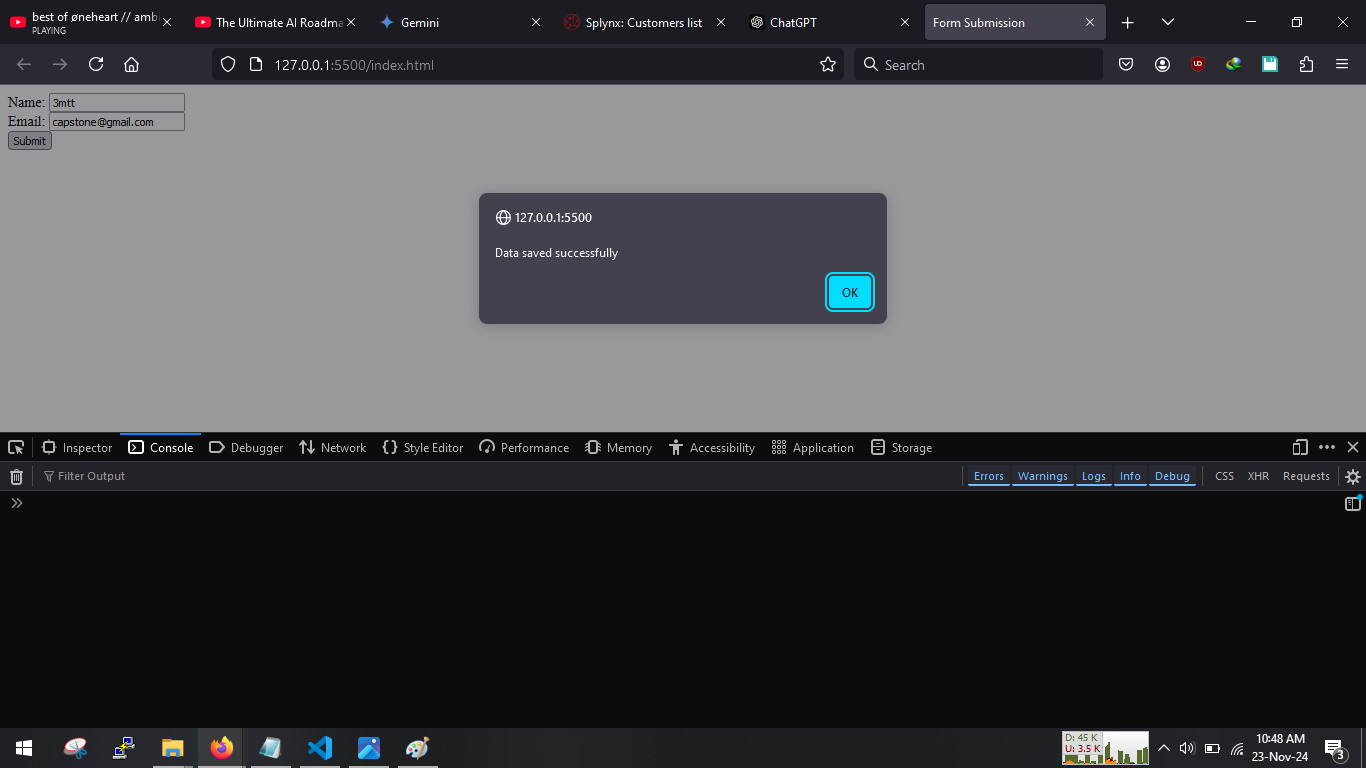 best of øneheart // amb
PLAYING
The Ultimate AI Roadma
Gemini
Splynx: Customers list
ChatGPT
Form Submission
127.0.0.1:5500/index.html
Search
Name: 3mtt
Email: capstone@gmail.com
Submit
127.0.0.1:5500
Data saved successfully
OK
Inspector Console Debugger Network Style Editor Performance Memory Accessibility Application Storage
Filter Output
Errors Warnings Logs Info Debug CSS XHR Requests
D: 45 K
U: 3.5 K
10:48 AM
23-Nov-24
3